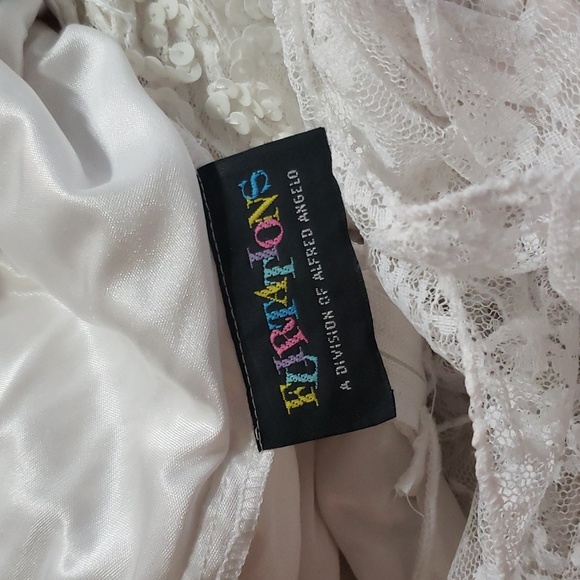 FLIRTATIONS
A DIVISION OF ALFRED ANGELO